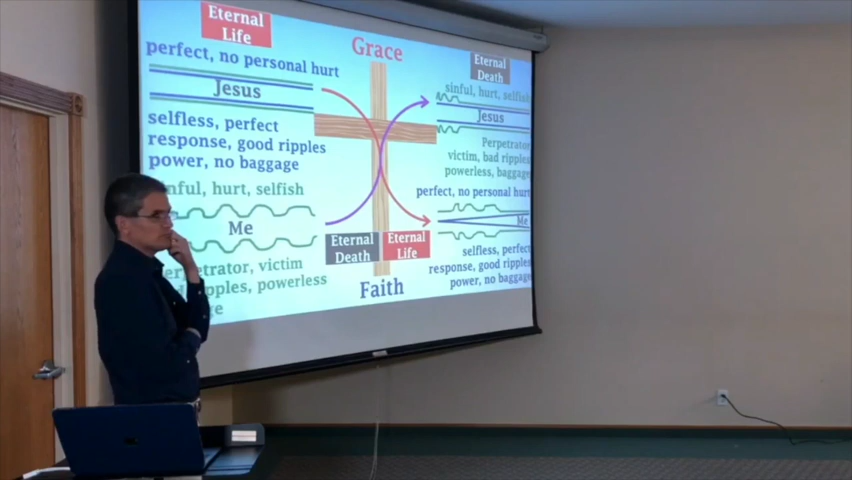 Eternal
Life
perfect, no personal hurt
Jesus
selfless, perfect
response, good ripples
power, no baggage
sinful, hurt, selfish
Me
perpetrator, victim
ripples, powerless
Grace
Eternal
Death
Eternal
Life
Faith
Eternal
Death
sinful, hurt, selfish
Jesus
Perpetrator
victim, bad ripples
powerless, baggage
perfect, no personal hurt
Me
selfless, perfect
response, good ripples
power, no baggage